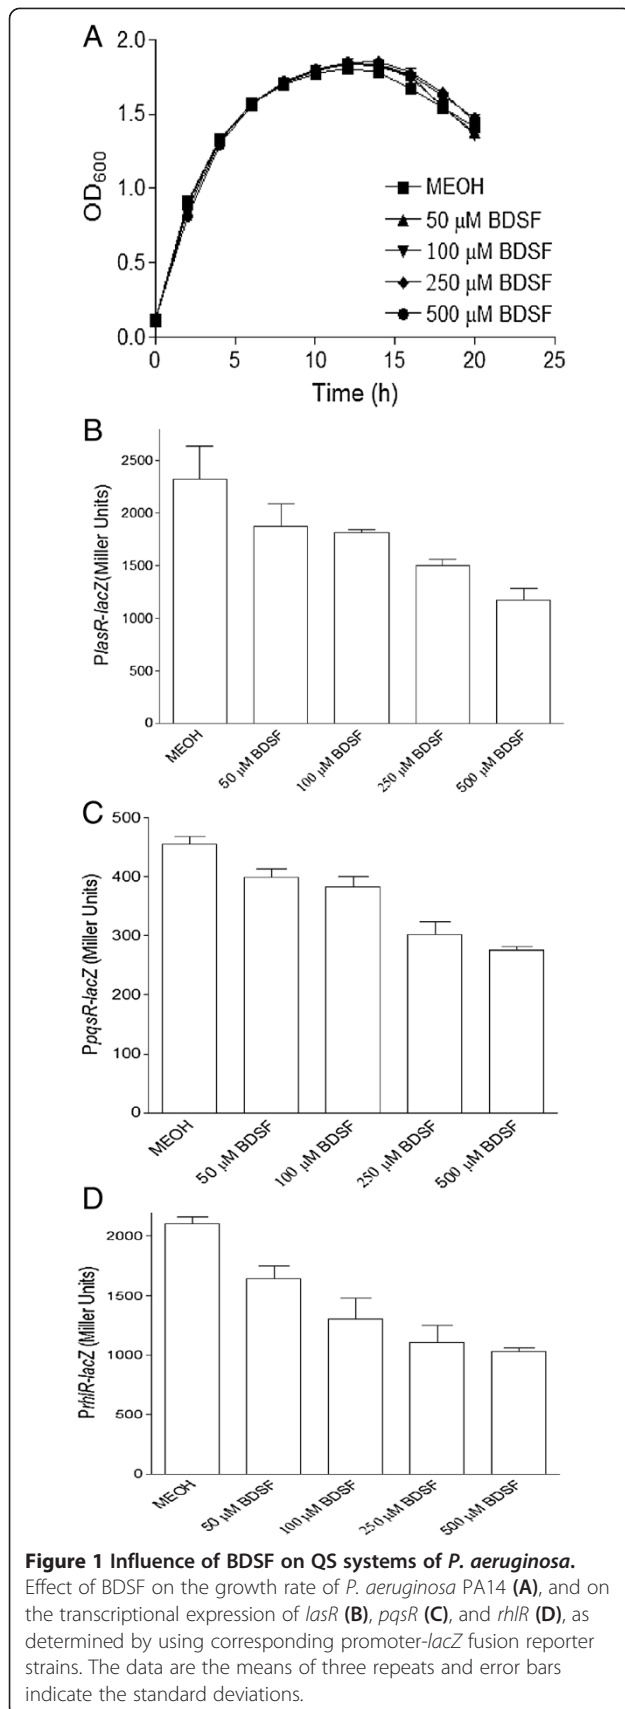 A
2.0
1.5
1.0
0.5
0.0
OD600
MEOH
50 μM BDSF
100 μM BDSF
250 μM BDSF
500 μM BDSF
0 5 10 15 20 25
Time (h)
B
2500
2000
1500
1000
500
0
PlasR-lacZ(Miller Units)
MEOH
50 μM BDSF
100 μM BDSF
250 μM BDSF
500 μM BDSF
C
500
400
300
200
100
0
PpqsR-lacZ (Miller Units)
MEOH
50 μM BDSF
100 μM BDSF
250 μM BDSF
500 μM BDSF
D
2000
1500
1000
500
0
PrhlR-lacZ (Miller Units)
MEOH
50 μM BDSF
100 μM BDSF
250 μM BDSF
500 μM BDSF
Figure 1 Influence of BDSF on QS systems of P. aeruginosa.
Effect of BDSF on the growth rate of P. aeruginosa PA14 (A), and on
the transcriptional expression of lasR (B), pqsR (C), and rhlR (D), as
determined by using corresponding promoter-lacZ fusion reporter
strains. The data are the means of three repeats and error bars
indicate the standard deviations.